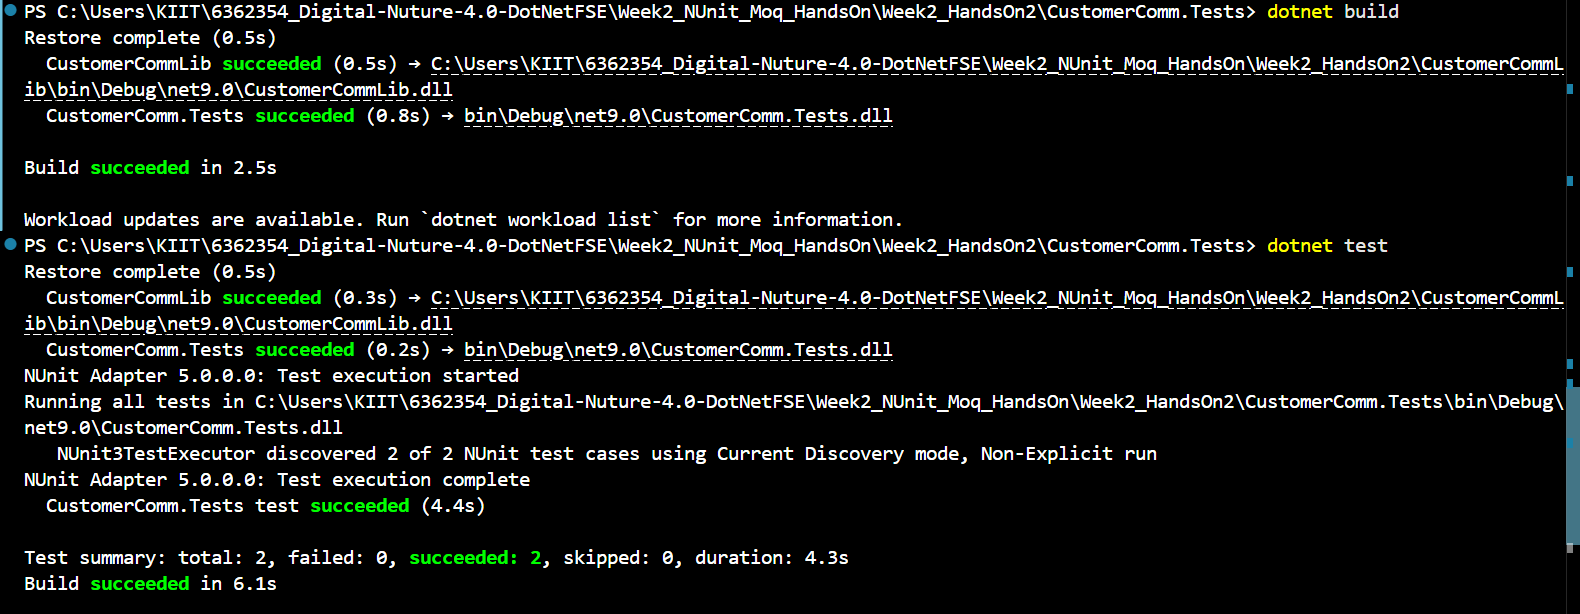 PS C:\Users\KIIT\6362354_Digital-Nuture-4.0-DotNetFSE\Week2_NUnit_Moq_HandsOn\Week2_HandsOn2\CustomerComm.Tests> dotnet build
Restore complete (0.5s)
CustomerCommLib succeeded (0.5s) → C:\Users\KIIT\6362354_Digital-Nuture-4.0-DotNetFSE\Week2_NUnit_Moq_HandsOn\Week2_HandsOn2\CustomerCommL
ib\bin\Debug\net9.0\CustomerCommLib.dll
CustomerComm.Tests succeeded (0.8s) → bin\Debug\net9.0\CustomerComm.Tests.dll
Build succeeded in 2.5s
Workload updates are available. Run `dotnet workload list` for more information.
PS C:\Users\KIIT\6362354_Digital-Nuture-4.0-DotNetFSE\Week2_NUnit_Moq_HandsOn\Week2_HandsOn2\CustomerComm.Tests> dotnet test
Restore complete (0.5s)
CustomerCommLib succeeded (0.3s) → C:\Users\KIIT\6362354_Digital-Nuture-4.0-DotNetFSE\Week2_NUnit_Moq_HandsOn\Week2_HandsOn2\CustomerCommL
ib\bin\Debug\net9.0\CustomerCommLib.dll
CustomerComm.Tests succeeded (0.2s) → bin\Debug\net9.0\CustomerComm.Tests.dll
NUnit Adapter 5.0.0.0: Test execution started
Running all tests in C:\Users\KIIT\6362354_Digital-Nuture-4.0-DotNetFSE\Week2_NUnit_Moq_HandsOn\Week2_HandsOn2\CustomerComm.Tests\bin\Debug\
net9.0\CustomerComm.Tests.dll
NUnit3TestExecutor discovered 2 of 2 NUnit test cases using Current Discovery mode, Non-Explicit run
NUnit Adapter 5.0.0.0: Test execution complete
CustomerComm.Tests test succeeded (4.4s)
Test summary: total: 2, failed: 0, succeeded: 2, skipped: 0, duration: 4.3s
Build succeeded in 6.1s